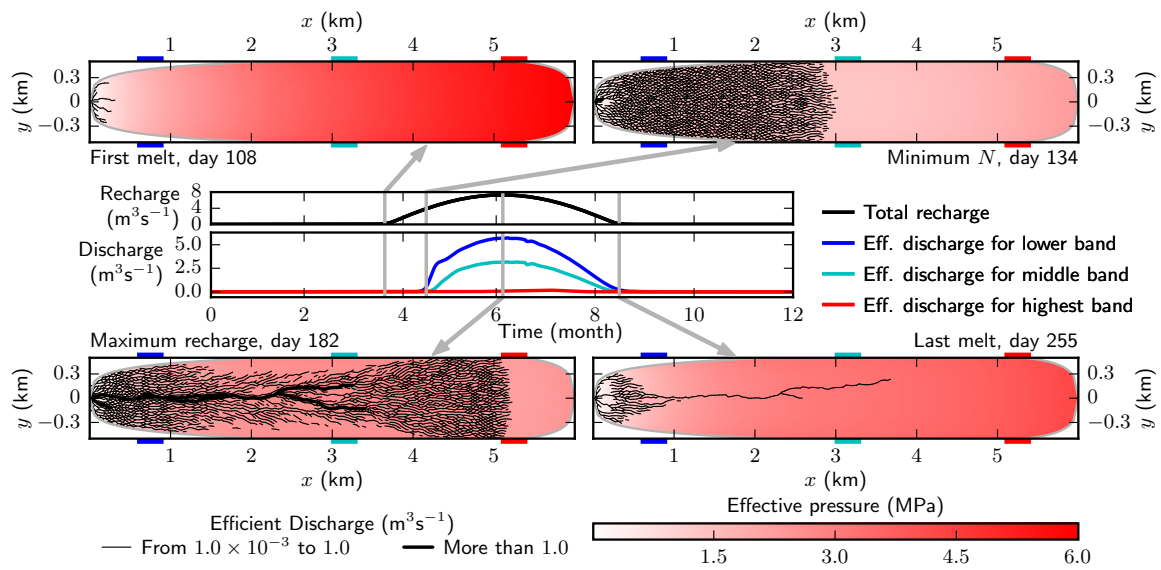 x (km)
x (km)
1 2 3 4 5
1 2 3 4 5
y (km)
0.3
0
−0.3
0.3
0
−0.3
y (km)
First melt, day 108
Minimum N, day 134
Recharge
(m³s⁻¹)
8
4
0
Discharge
(m³s⁻¹)
5.0
2.5
0.0
0 2 4 6 8 10 12
Time (month)
Total recharge
Eff. discharge for lower band
Eff. discharge for middle band
Eff. discharge for highest band
Maximum recharge, day 182
Last melt, day 255
y (km)
0.3
0
−0.3
0.3
0
−0.3
y (km)
1 2 3 4 5
1 2 3 4 5
x (km)
x (km)
Efficient Discharge (m³s⁻¹)
From 1.0 × 10⁻³ to 1.0
More than 1.0
Effective pressure (MPa)
1.5 3.0 4.5 6.0